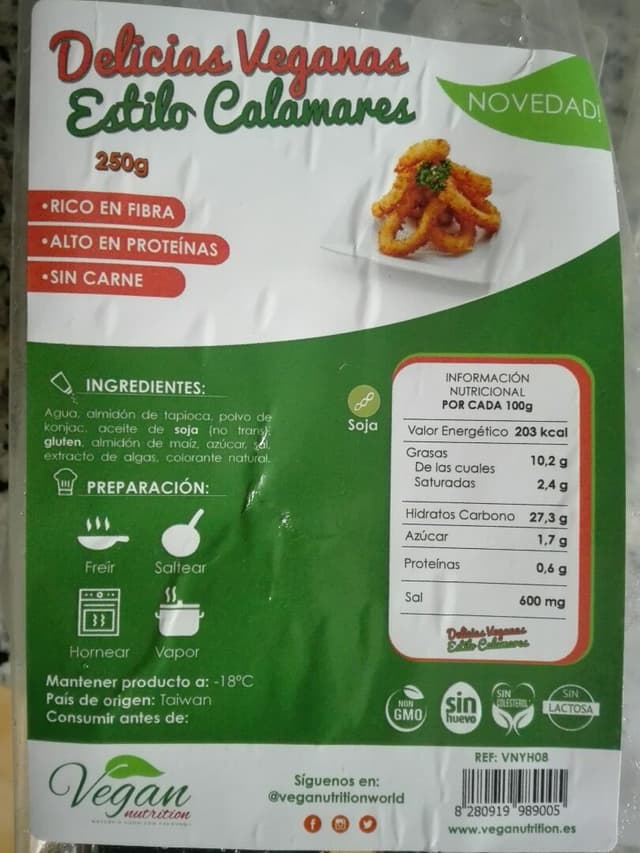 Delicias Veganas
Estilo Calamares
250g
NOVEDAD!
•RICO EN FIBRA
•ALTO EN PROTEÍNAS
•SIN CARNE
INGREDIENTES:
Agua, almidón de tapioca, polvo de
konjac, aceite de soja (no trans),
gluten, almidón de maíz, azúcar, sal,
extracto de algas, colorante natural.
Soja
PREPARACIÓN:
Freír
Saltear
Hornear
Vapor
Mantener producto a: -18°C
País de origen: Taiwan
Consumir antes de:
INFORMACIÓN
NUTRICIONAL
POR CADA 100g
Valor Energético 203 kcal
Grasas 10,2 g
De las cuales
Saturadas 2,4 g
Hidratos Carbono 27,3 g
Azúcar 1,7 g
Proteínas 0,6 g
Sal 600 mg
Delicias Veganas
Estilo Calamares
NON
GMO
sin
huevo
SIN
COLESTEROL
SIN
LACTOSA
Vegan
nutrition
Síguenos en:
@veganutritionworld
REF: VNYH08
8 280919 989005
www.veganutrition.es